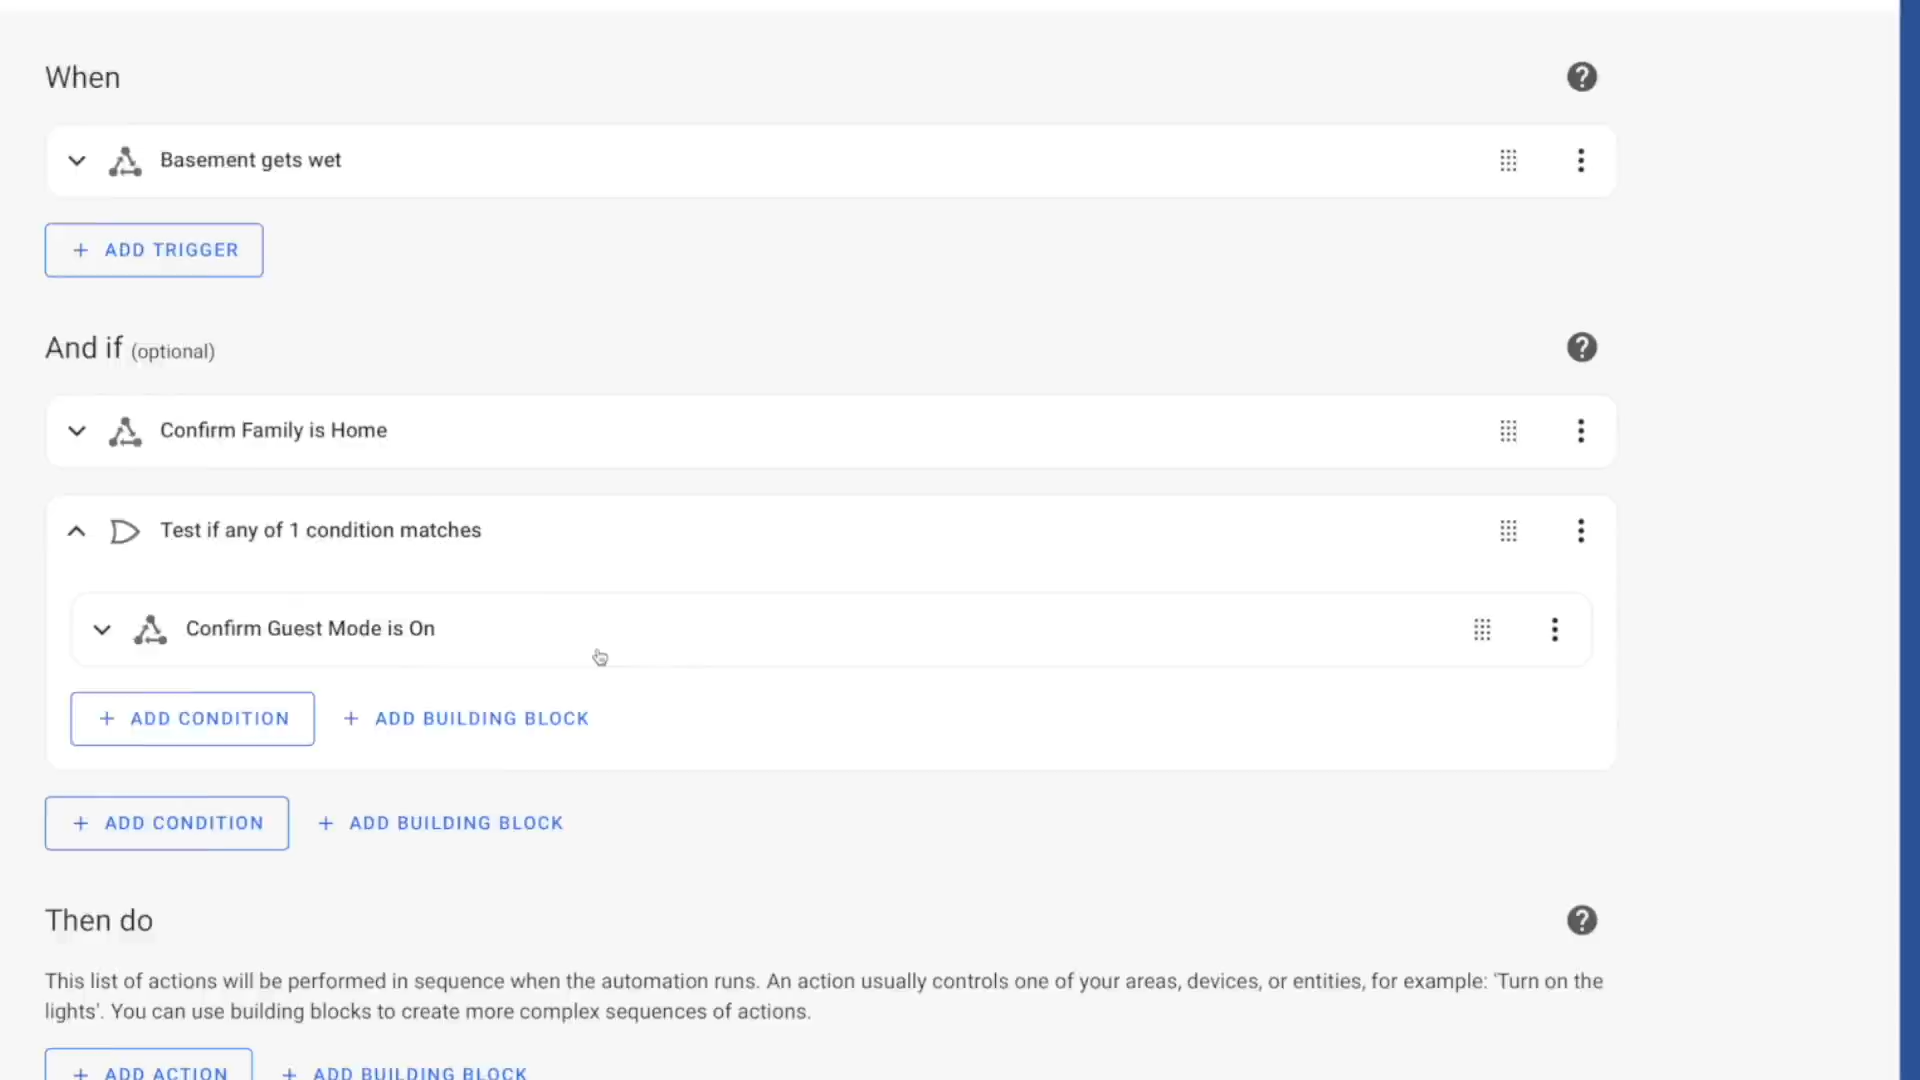 When
Basement gets wet
+ ADD TRIGGER
And if (optional)
Confirm Family is Home
Test if any of 1 condition matches
Confirm Guest Mode is On
+ ADD CONDITION + ADD BUILDING BLOCK
+ ADD CONDITION + ADD BUILDING BLOCK
Then do
This list of actions will be performed in sequence when the automation runs. An action usually controls one of your areas, devices, or entities, for example: 'Turn on the
lights'. You can use building blocks to create more complex sequences of actions.
+ ADD ACTION + ADD BUILDING BLOCK